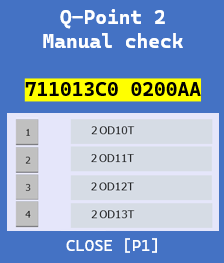 Q-Point 2
Manual check
711013C0 0200AA
1 2OD10T
2 2OD11T
3 2OD12T
4 2OD13T
CLOSE [P1]